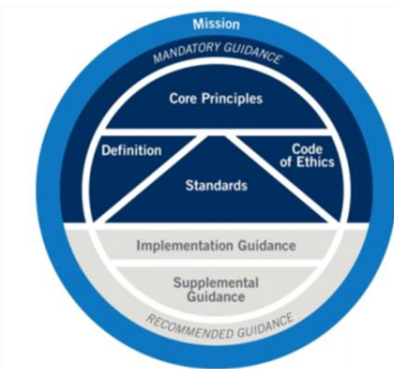 Mission
MANDATORY GUIDANCE
Core Principles
Definition
Code
of Ethics
Standards
Implementation Guidance
Supplemental
Guidance
RECOMMENDED GUIDANCE